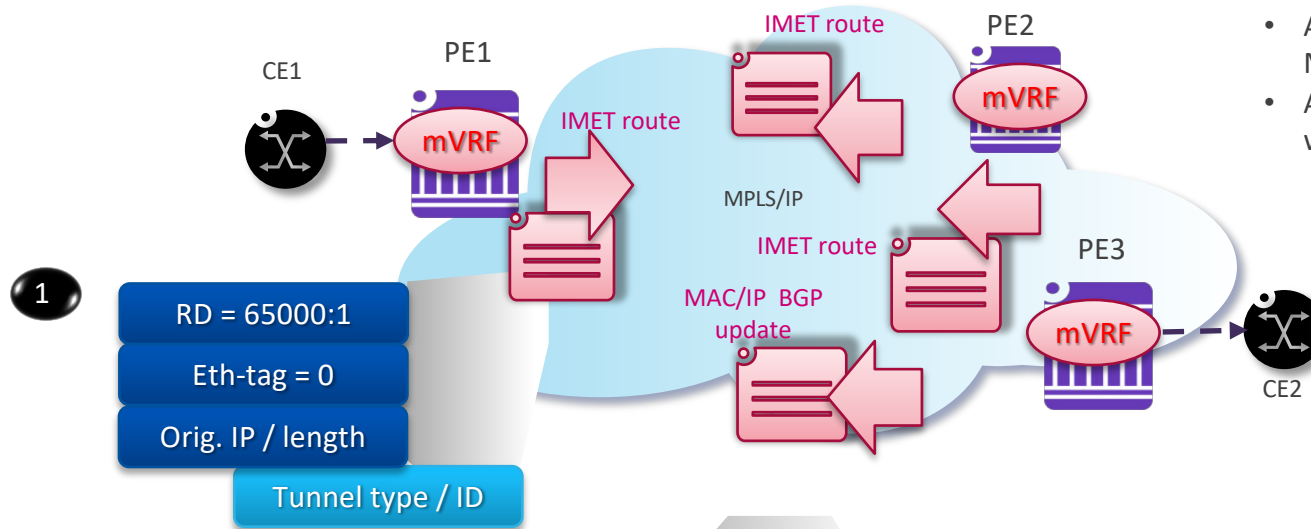 IMET route
PE2
CE1
PE1
mVRF
mVRF
IMET route
MPLS/IP
IMET route
PE3
1
MAC/IP BGP
update
mVRF
CE2
RD = 65000:1
Eth-tag = 0
Orig. IP / length
Tunnel type / ID